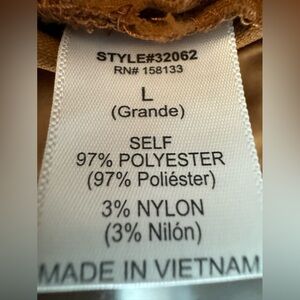 STYLE#32062
RN# 158133
L
(Grande)
SELF
97% POLYESTER
(97% Poliéster)
3% NYLON
(3% Nilón)
MADE IN VIETNAM